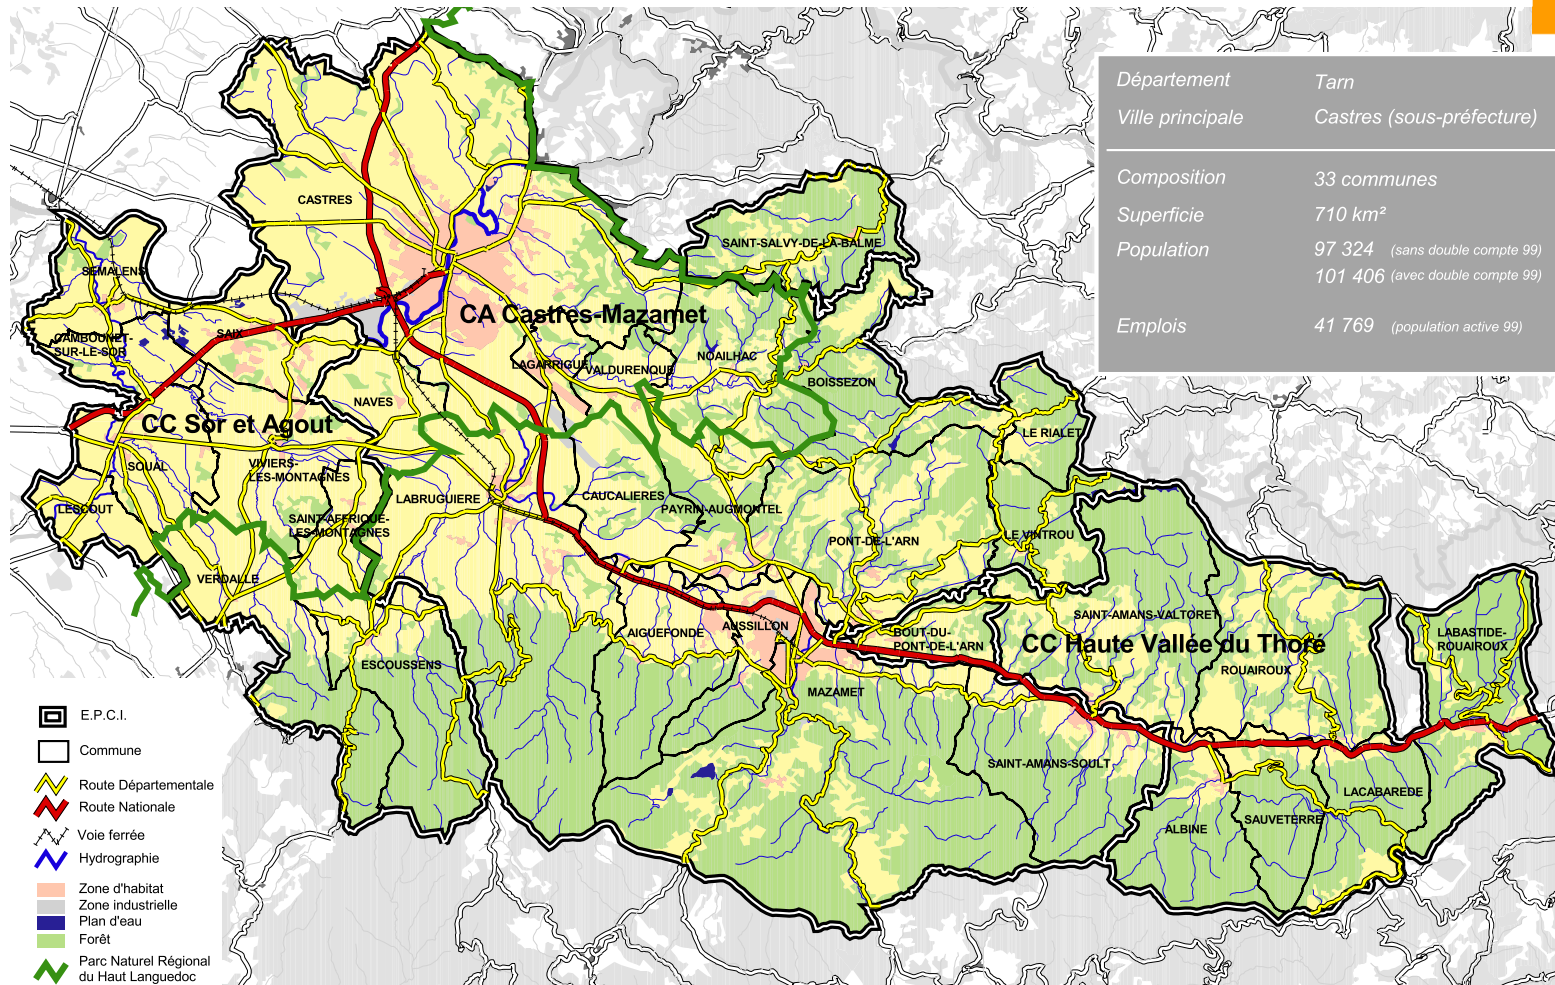 Département Tarn
Ville principale Castres (sous-préfecture)
Composition 33 communes
Superficie 710 km²
Population 97 324 (sans double compte 99)
101 406 (avec double compte 99)
Emplois 41 769 (population active 99)
CASTRES
SAINT-SALVY-DE-LA-BALME
SEMALENS
CA Castres-Mazamet
CAMBOUNET-
SUR-LE-SOR
SAIX
LAGARRIGUE
VALDURENQUE
NOAILHAC
BOISSEZON
NAVES
CC Sor et Agout
LE RIALET
SOUAL
VIVIERS-
LES-MONTAGNES
LABRUGUIERE
CAUCALIERES
PAYRIN-AUGMONTEL
LESCOUT
SAINT-AFFRIQUE-
LES-MONTAGNES
PONT-DE-L'ARN
LE VINTROU
VERDALLE
SAINT-AMANS-VALTORET
AIGUEFONDE
AUSSILLON
BOUT-DU-
PONT-DE-L'ARN
CC Haute Vallée du Thoré
LABASTIDE-
ROUAIROUX
ESCOUSSENS
ROUAIROUX
MAZAMET
SAINT-AMANS-SOULT
LACABAREDE
ALBINE
SAUVETERRE
E.P.C.I.
Commune
Route Départementale
Route Nationale
Voie ferrée
Hydrographie
Zone d'habitat
Zone industrielle
Plan d'eau
Forêt
Parc Naturel Régional
du Haut Languedoc